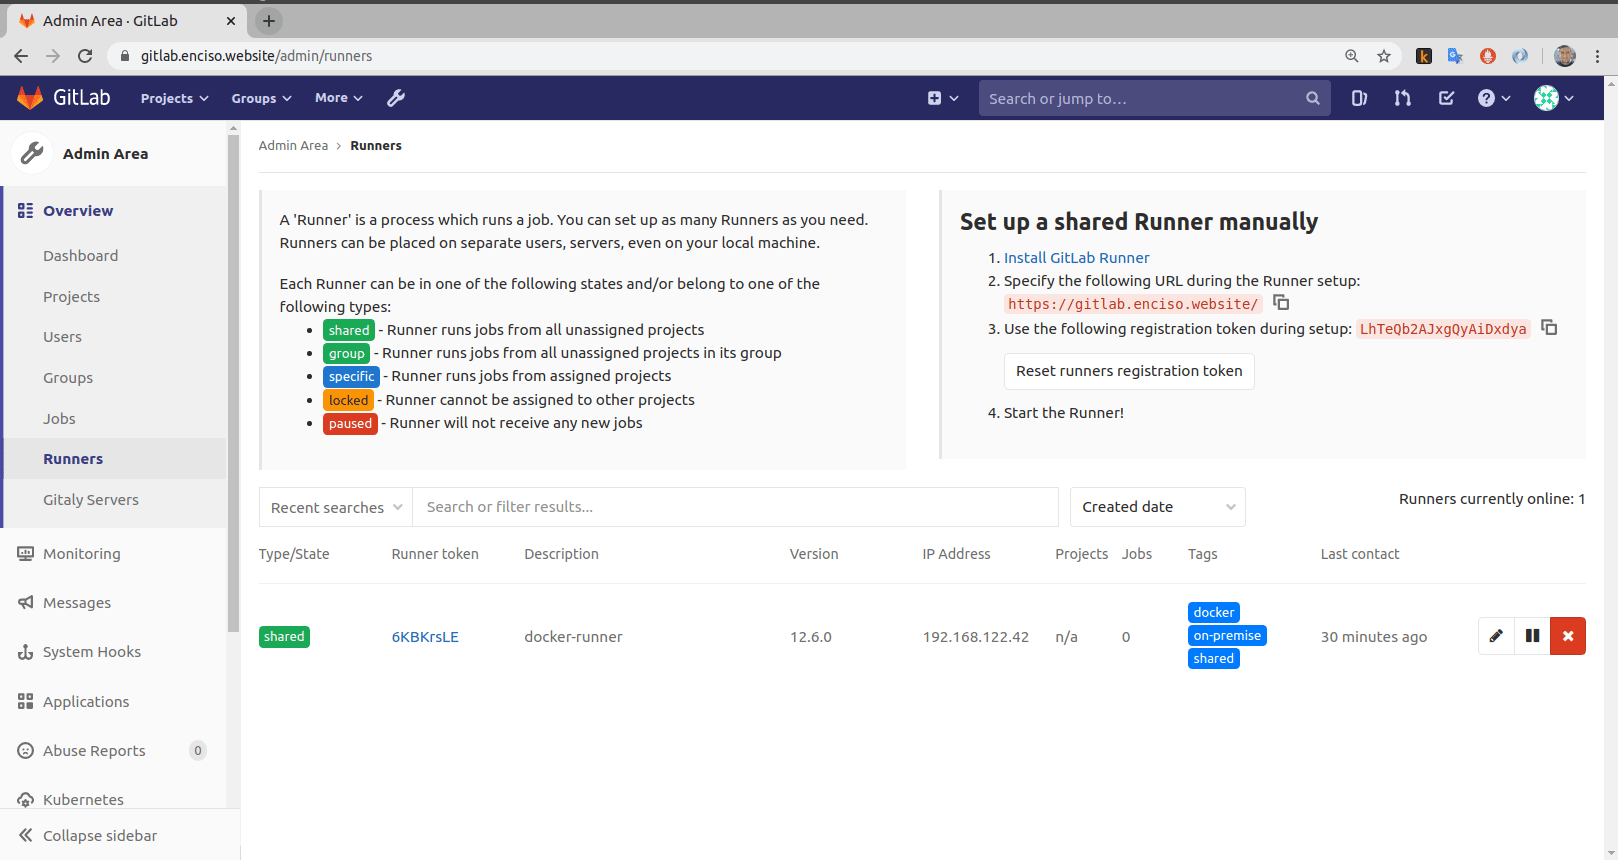 Admin Area · GitLab
gitlab.enciso.website/admin/runners
GitLab
Projects
Groups
More
Search or jump to…
Admin Area
Overview
Dashboard
Projects
Users
Groups
Jobs
Runners
Gitaly Servers
Monitoring
Messages
System Hooks
Applications
Abuse Reports 0
Kubernetes
Collapse sidebar
Admin Area › Runners
A 'Runner' is a process which runs a job. You can set up as many Runners as you need.
Runners can be placed on separate users, servers, even on your local machine.
Each Runner can be in one of the following states and/or belong to one of the
following types:
• shared - Runner runs jobs from all unassigned projects
• group - Runner runs jobs from all unassigned projects in its group
• specific - Runner runs jobs from assigned projects
• locked - Runner cannot be assigned to other projects
• paused - Runner will not receive any new jobs
Set up a shared Runner manually
1. Install GitLab Runner
2. Specify the following URL during the Runner setup:
https://gitlab.enciso.website/
3. Use the following registration token during setup: LhTeQb2AJxgQyAiDxdya
Reset runners registration token
4. Start the Runner!
Recent searches
Search or filter results...
Created date
Runners currently online: 1
Type/State Runner token Description Version IP Address Projects Jobs Tags Last contact
shared 6KBKrsLE docker-runner 12.6.0 192.168.122.42 n/a 0 docker on-premise shared 30 minutes ago